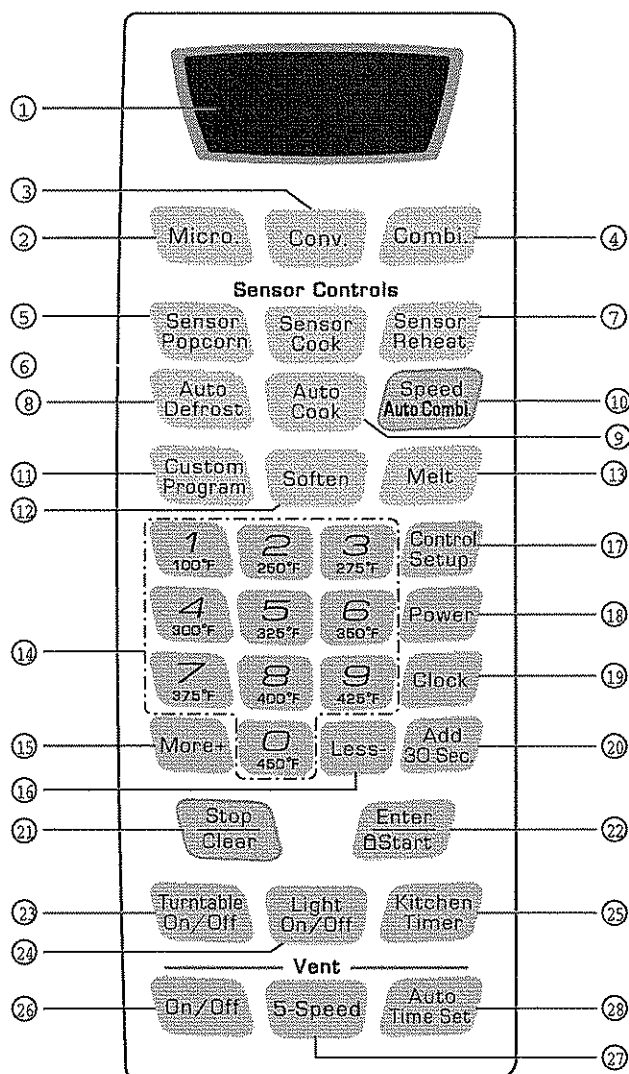 ①
③
② Micro. Conv. Combi. ④
Sensor Controls
⑤ Sensor Sensor Sensor ⑦
Popcorn Cook Reheat
⑥
⑧ Auto Auto Speed ⑩
Defrost Cook Auto Combi.
⑨
⑪ Custom Soften Melt ⑬
Program
⑫
1 2 3 Control ⑰
100°F 250°F 275°F Setup
4 5 6 Power ⑱
300°F 325°F 350°F
⑭
7 8 9 Clock ⑲
375°F 400°F 425°F
⑮ More+ 0 Less- Add ⑳
450°F 30 Sec.
⑯
㉑ Stop Enter ㉒
Clear Start
㉓ Turntable Light Kitchen ㉕
On/Off On/Off Timer
㉔
Vent
㉖ On/Off 5-Speed Auto ㉘
Time Set
㉗